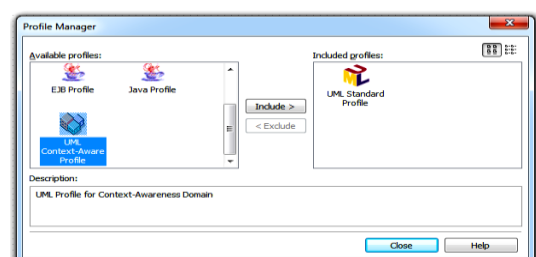 Profile Manager
Available profiles:
Included profiles:
EJB Profile
Java Profile
UML Standard
Profile
Include >
< Exclude
UML
Context-Aware
Profile
Description:
UML Profile for Context-Awareness Domain
Close
Help